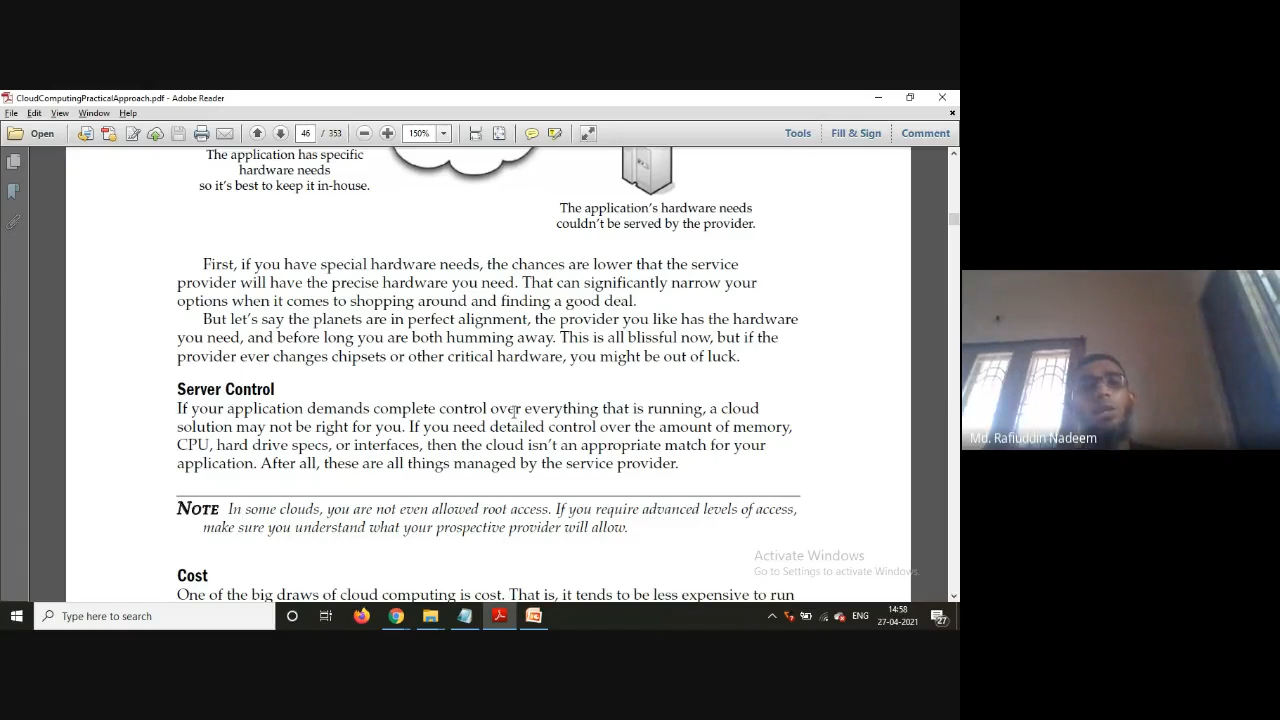 CloudComputingPracticalApproach.pdf - Adobe Reader
File Edit View Window Help
Open 46 / 353 150% Tools Fill & Sign Comment
The application has specific
hardware needs
so it's best to keep it in-house.
The application's hardware needs
couldn't be served by the provider.
First, if you have special hardware needs, the chances are lower that the service
provider will have the precise hardware you need. That can significantly narrow your
options when it comes to shopping around and finding a good deal.
But let's say the planets are in perfect alignment, the provider you like has the hardware
you need, and before long you are both humming away. This is all blissful now, but if the
provider ever changes chipsets or other critical hardware, you might be out of luck.
Server Control
If your application demands complete control over everything that is running, a cloud
solution may not be right for you. If you need detailed control over the amount of memory,
CPU, hard drive specs, or interfaces, then the cloud isn't an appropriate match for your
application. After all, these are all things managed by the service provider.
NOTE In some clouds, you are not even allowed root access. If you require advanced levels of access,
make sure you understand what your prospective provider will allow.
Cost
One of the big draws of cloud computing is cost. That is, it tends to be less expensive to run
Activate Windows
Go to Settings to activate Windows.
Type here to search
ENG
14:58
27-04-2021
27
Md. Rafiuddin Nadeem